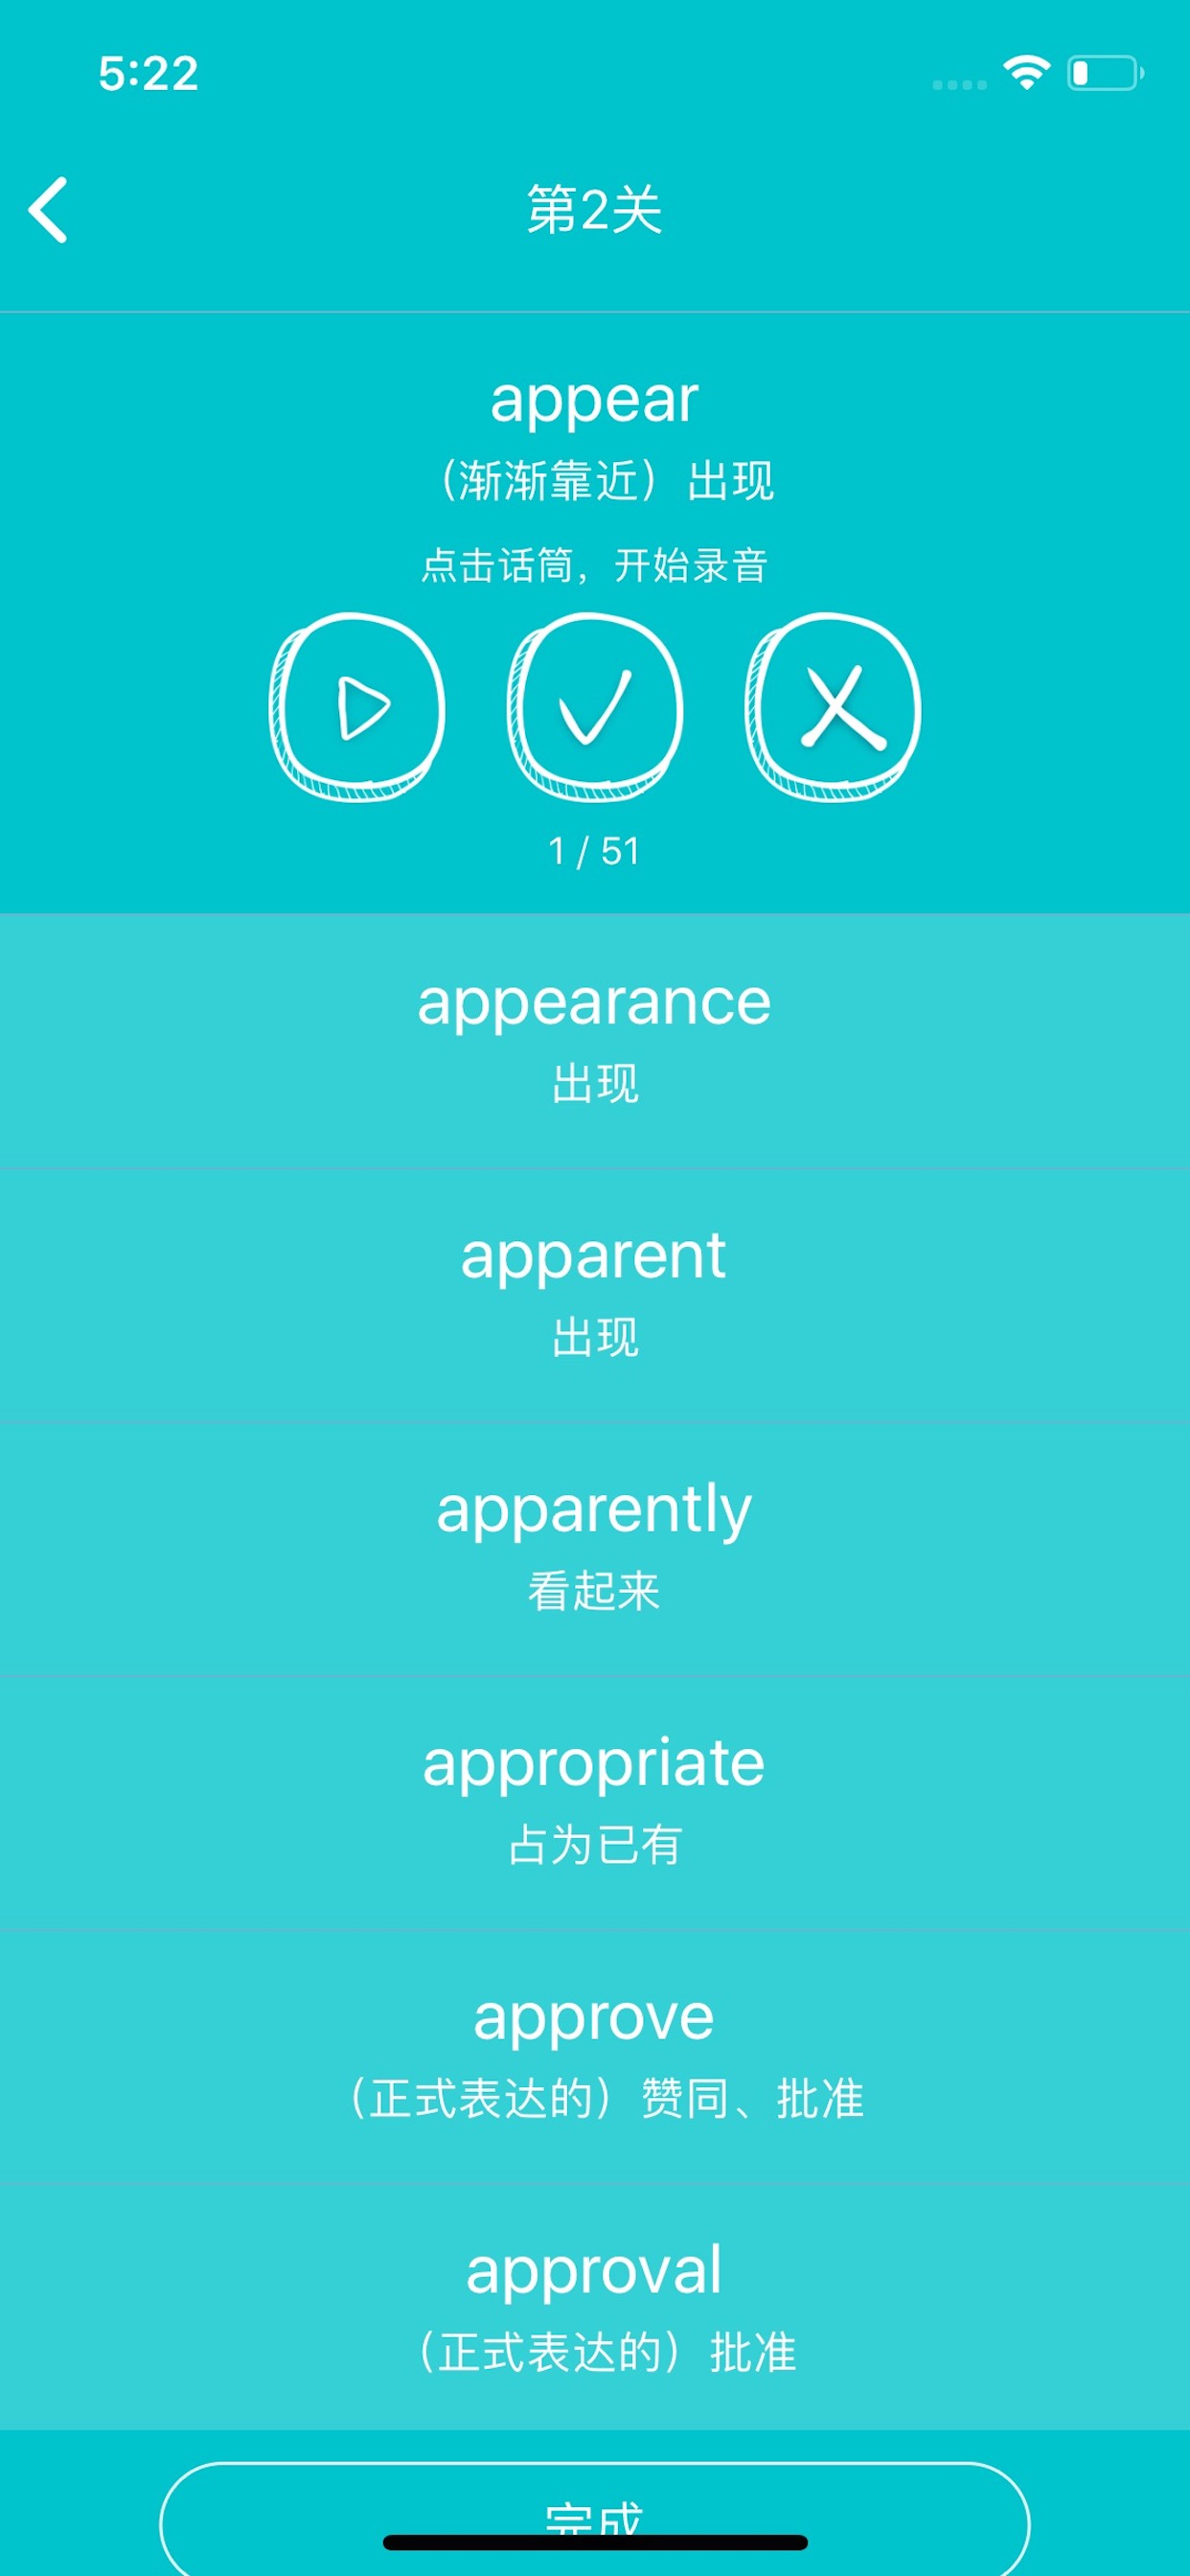 5:22
第2关
appear
（渐渐靠近）出现
点击话筒，开始录音
1 / 51
appearance
出现
apparent
出现
apparently
看起来
appropriate
占为已有
approve
（正式表达的）赞同、批准
approval
（正式表达的）批准
完成